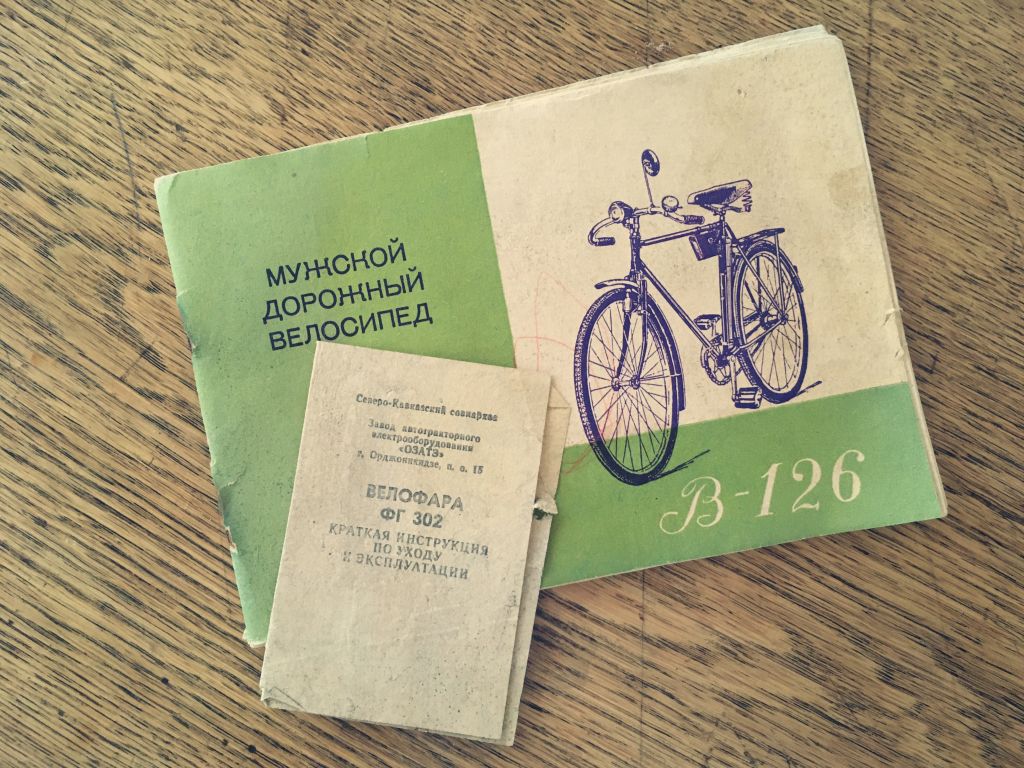 МУЖСКОЙ
ДОРОЖНЫЙ
ВЕЛОСИПЕД
В-126
Северо-Кавказский совнархоз
Завод автотракторного
электрооборудования
«ОЗАТЭ»
г. Орджоникидзе, п. о. 15
ВЕЛОФАРА
ФГ 302
КРАТКАЯ ИНСТРУКЦИЯ
ПО УХОДУ
И ЭКСПЛУАТАЦИИ